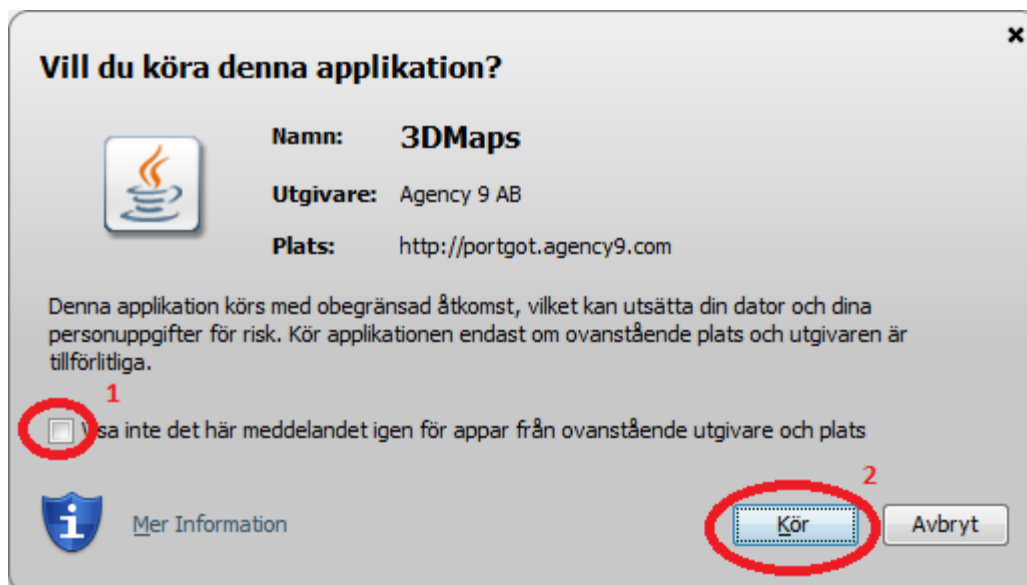 Vill du köra denna applikation?
Namn: 3DMaps
Utgivare: Agency 9 AB
Plats: http://portgot.agency9.com
Denna applikation körs med obegränsad åtkomst, vilket kan utsätta din dator och dina
personuppgifter för risk. Kör applikationen endast om ovanstående plats och utgivaren är
tillförlitliga.
1
Visa inte det här meddelandet igen för appar från ovanstående utgivare och plats
2
Mer Information
Kör
Avbryt